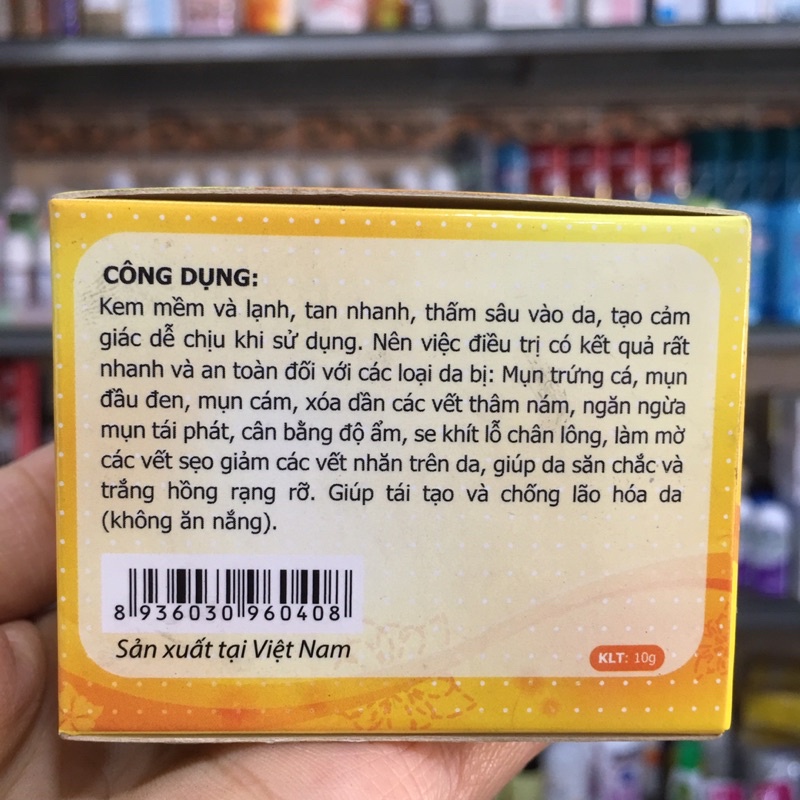 CÔNG DỤNG:
Kem mềm và lạnh, tan nhanh, thấm sâu vào da, tạo cảm
giác dễ chịu khi sử dụng. Nên việc điều trị có kết quả rất
nhanh và an toàn đối với các loại da bị: Mụn trứng cá, mụn
đầu đen, mụn cám, xóa dần các vết thâm nám, ngăn ngừa
mụn tái phát, cân bằng độ ẩm, se khít lỗ chân lông, làm mờ
các vết sẹo giảm các vết nhăn trên da, giúp da săn chắc và
trắng hồng rạng rỡ. Giúp tái tạo và chống lão hóa da
(không ăn nắng).
8 936030 960408
Sản xuất tại Việt Nam
KLT: 10g